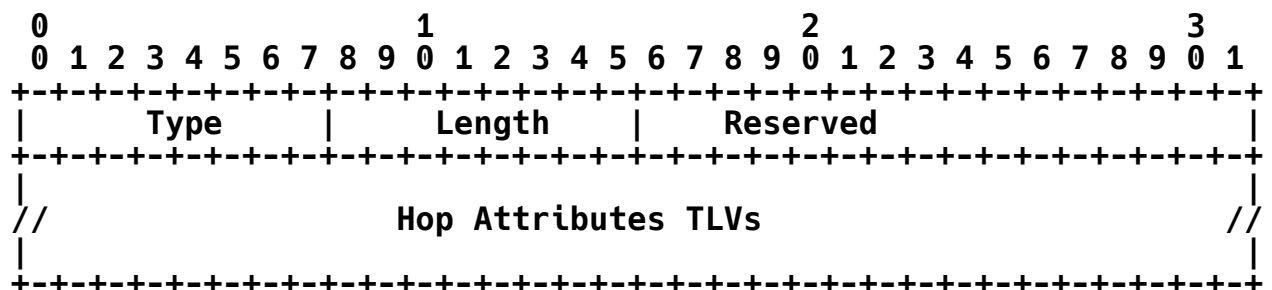 0                   1                   2                   3
 0 1 2 3 4 5 6 7 8 9 0 1 2 3 4 5 6 7 8 9 0 1 2 3 4 5 6 7 8 9 0 1
+-+-+-+-+-+-+-+-+-+-+-+-+-+-+-+-+-+-+-+-+-+-+-+-+-+-+-+-+-+-+-+-+
|      Type     |     Length    |    Reserved                   |
+-+-+-+-+-+-+-+-+-+-+-+-+-+-+-+-+-+-+-+-+-+-+-+-+-+-+-+-+-+-+-+-+
|                                                               |
//                  Hop Attributes TLVs                        //
|                                                               |
+-+-+-+-+-+-+-+-+-+-+-+-+-+-+-+-+-+-+-+-+-+-+-+-+-+-+-+-+-+-+-+-+